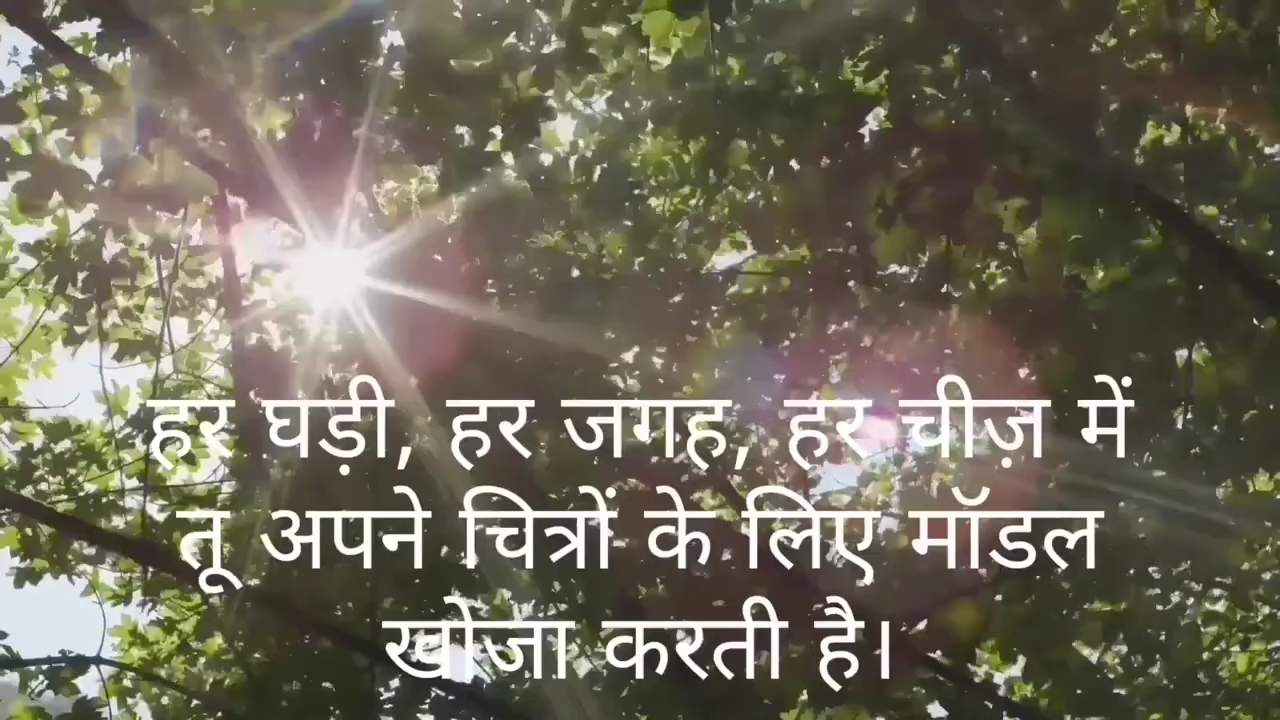 हर घड़ी, हर जगह, हर चीज़ में
तू अपने चित्रों के लिए मॉडल
खोजा करती है।